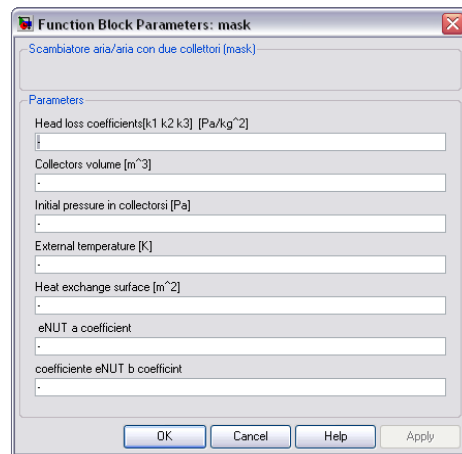 Function Block Parameters: mask
Scambiatore aria/aria con due collettori (mask)
Parameters
Head loss coefficients[k1 k2 k3] [Pa/kg^2]
-
Collectors volume [m^3]
-
Initial pressure in collectorsi [Pa]
-
External temperature [K]
-
Heat exchange surface [m^2]
-
eNUT a coefficient
-
coefficiente eNUT b coefficint
-
OK Cancel Help Apply